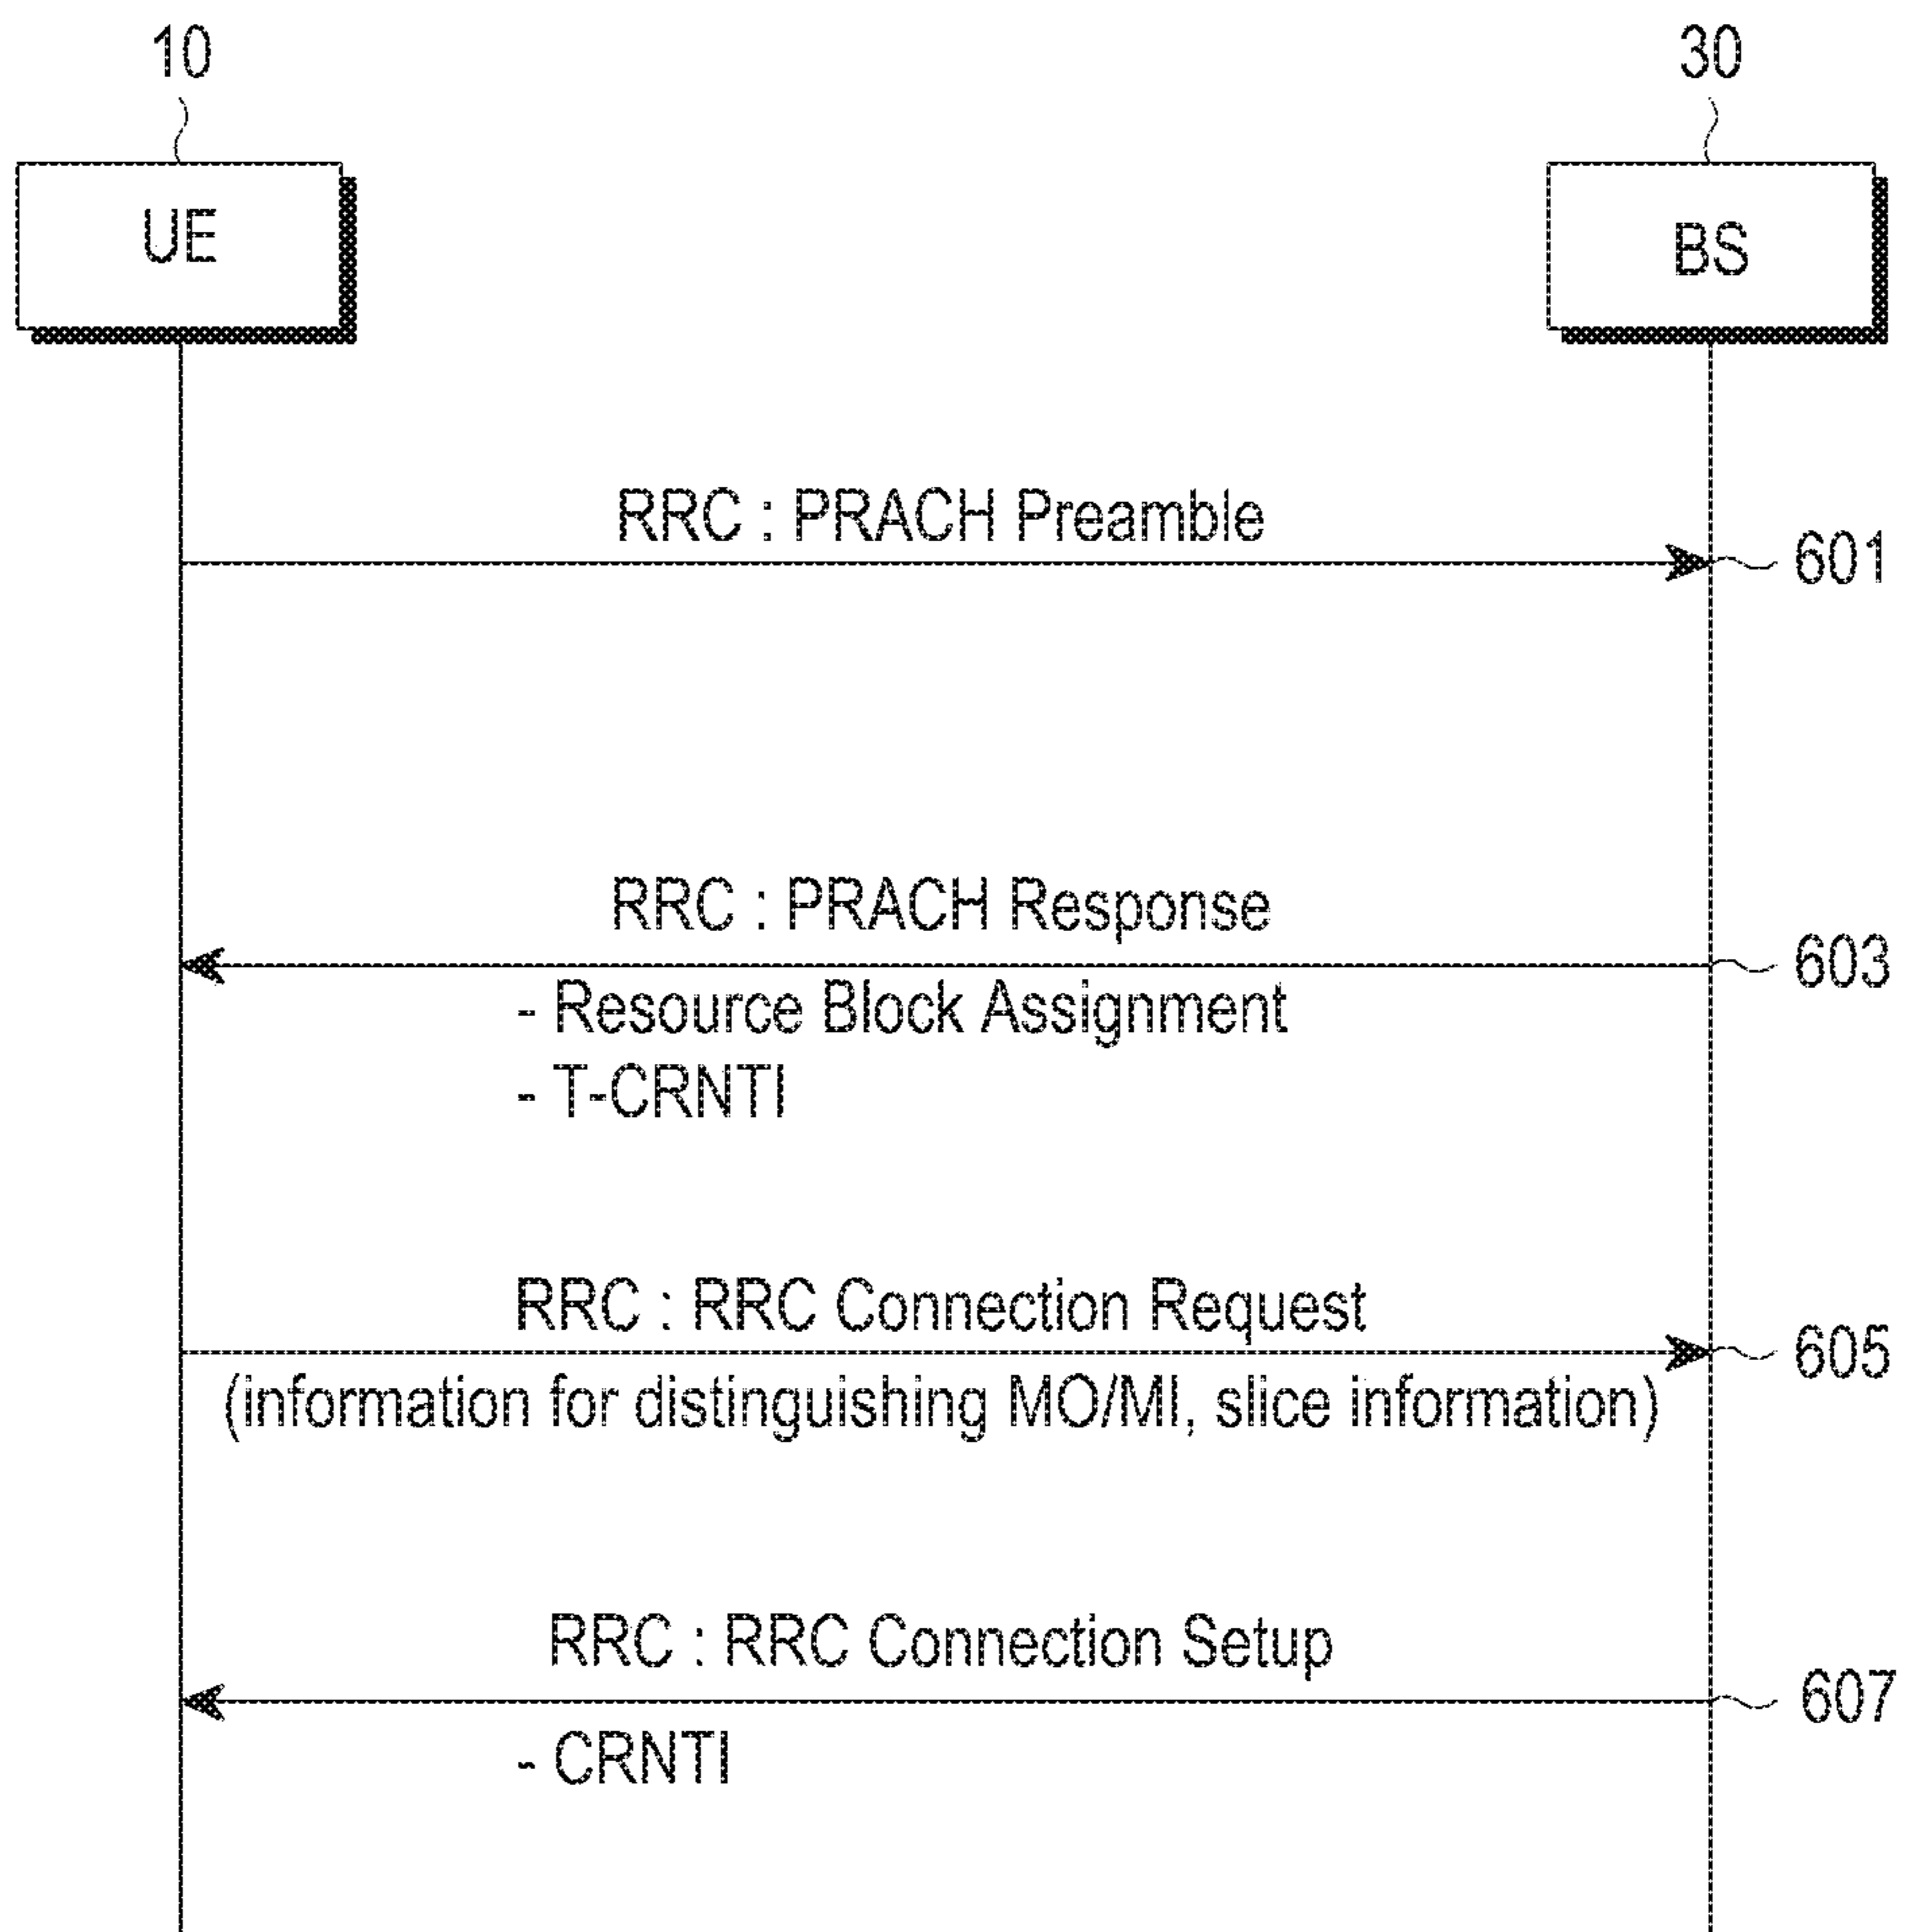 10
30
UE
BS
RRC : PRACH Preamble
601
RRC : PRACH Response
603
- Resource Block Assignment
- T-CRNTI
RRC : RRC Connection Request
605
(information for distinguishing MO/MI, slice information)
RRC : RRC Connection Setup
607
- CRNTI